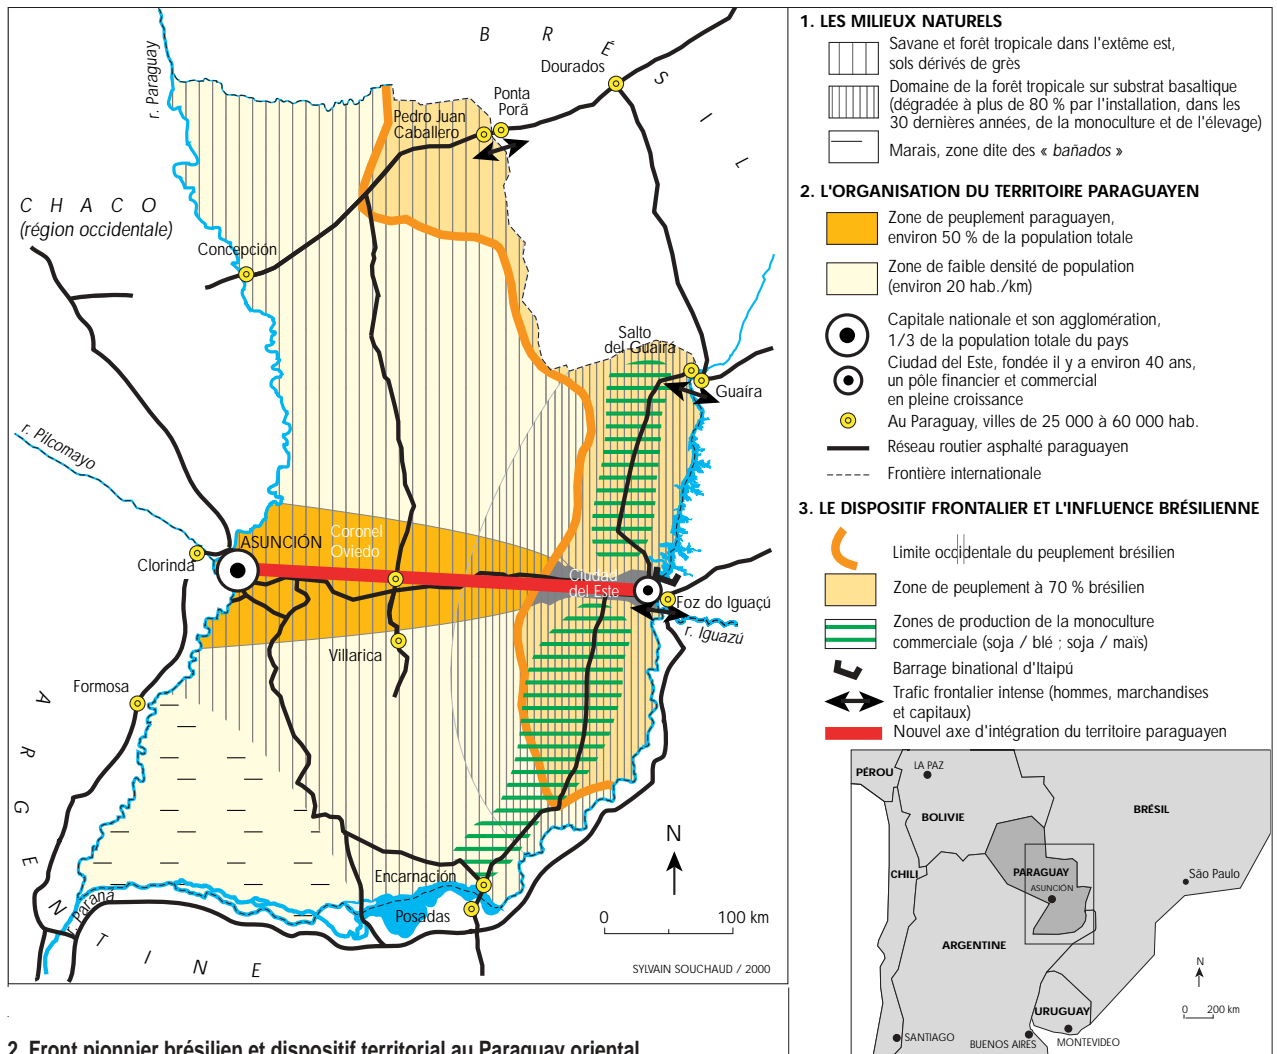 r. Paraguay
B R É S I L
Dourados
Ponta
Porã
Pedro Juan
Caballero
C H A C O
(région occidentale)
Concepción
Salto
del Guairá
Guaíra
r. Pilcomayo
Coronel
Oviedo
ASUNCIÓN
Clorinda
Ciudad
del Este
Foz do Iguaçú
r. Iguazú
Villarica
Formosa
A R G E N T I N E
Encarnación
Posadas
r. Paraná
N
0 100 km
SYLVAIN SOUCHAUD / 2000
1. LES MILIEUX NATURELS
Savane et forêt tropicale dans l'extême est,
sols dérivés de grès
Domaine de la forêt tropicale sur substrat basaltique
(dégradée à plus de 80 % par l'installation, dans les
30 dernières années, de la monoculture et de l'élevage)
Marais, zone dite des « bañados »
2. L'ORGANISATION DU TERRITOIRE PARAGUAYEN
Zone de peuplement paraguayen,
environ 50 % de la population totale
Zone de faible densité de population
(environ 20 hab./km)
Capitale nationale et son agglomération,
1/3 de la population totale du pays
Ciudad del Este, fondée il y a environ 40 ans,
un pôle financier et commercial
en pleine croissance
Au Paraguay, villes de 25 000 à 60 000 hab.
Réseau routier asphalté paraguayen
Frontière internationale
3. LE DISPOSITIF FRONTALIER ET L'INFLUENCE BRÉSILIENNE
Limite occidentale du peuplement brésilien
Zone de peuplement à 70 % brésilien
Zones de production de la monoculture
commerciale (soja / blé ; soja / maïs)
Barrage binational d'Itaipú
Trafic frontalier intense (hommes, marchandises
et capitaux)
Nouvel axe d'intégration du territoire paraguayen
PÉROU
LA PAZ
BOLIVIE
BRÉSIL
CHILI
PARAGUAY
ASUNCIÓN
São Paulo
ARGENTINE
N
0 200 km
URUGUAY
SANTIAGO
BUENOS AIRES
MONTEVIDEO
2. Front pionnier brésilien et dispositif territorial au Paraguay oriental